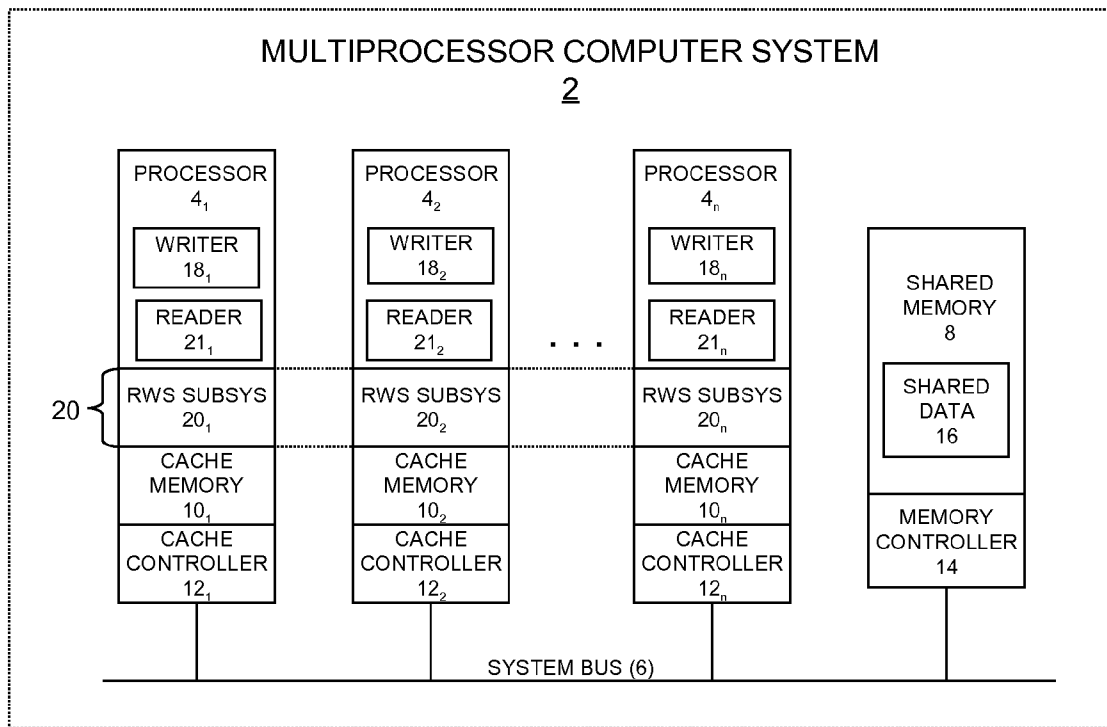 MULTIPROCESSOR COMPUTER SYSTEM
2
PROCESSOR
4₁
WRITER
18₁
READER
21₁
RWS SUBSYS
20₁
CACHE
MEMORY
10₁
CACHE
CONTROLLER
12₁
PROCESSOR
4₂
WRITER
18₂
READER
21₂
RWS SUBSYS
20₂
CACHE
MEMORY
10₂
CACHE
CONTROLLER
12₂
. . .
PROCESSOR
4ₙ
WRITER
18ₙ
READER
21ₙ
RWS SUBSYS
20ₙ
CACHE
MEMORY
10ₙ
CACHE
CONTROLLER
12ₙ
SHARED
MEMORY
8
SHARED
DATA
16
MEMORY
CONTROLLER
14
20
SYSTEM BUS (6)